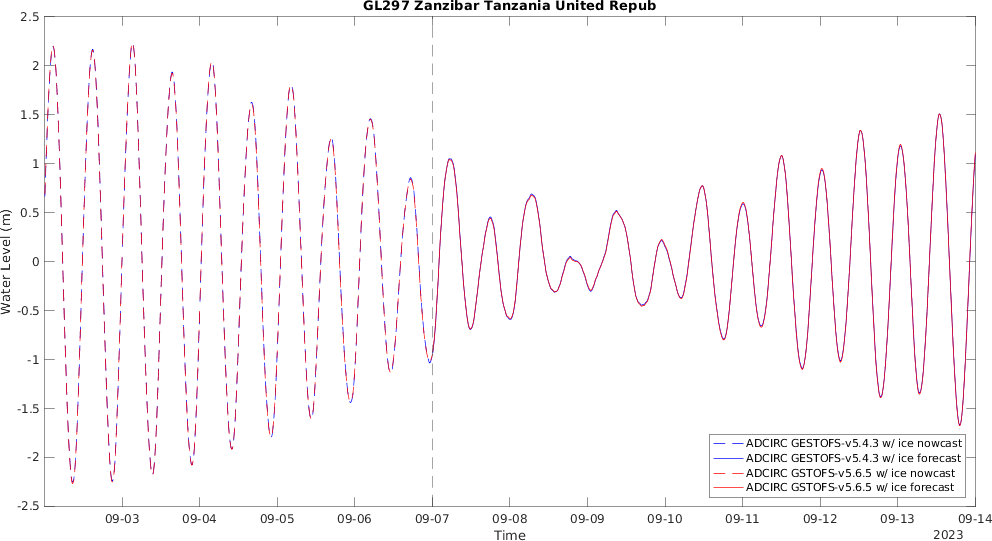 GL297 Zanzibar Tanzania United Repub
2.5
2
1.5
1
0.5
0
-0.5
-1
-1.5
-2
-2.5
Water Level (m)
ADCIRC GESTOFS-v5.4.3 w/ ice nowcast
ADCIRC GESTOFS-v5.4.3 w/ ice forecast
ADCIRC GSTOFS-v5.6.5 w/ ice nowcast
ADCIRC GSTOFS-v5.6.5 w/ ice forecast
09-03 09-04 09-05 09-06 09-07 09-08 09-09 09-10 09-11 09-12 09-13 09-14
Time
2023